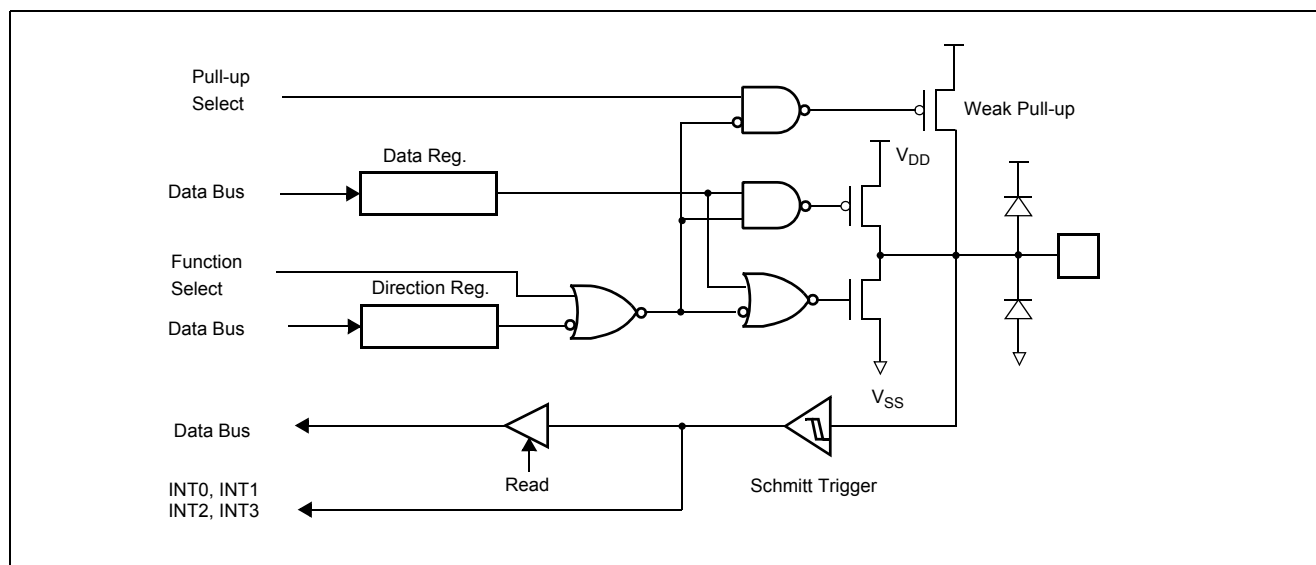 Pull-up
Select
Weak Pull-up
Data Reg.
VDD
Data Bus
Function
Select
Direction Reg.
Data Bus
VSS
Data Bus
Read
Schmitt Trigger
INT0, INT1
INT2, INT3